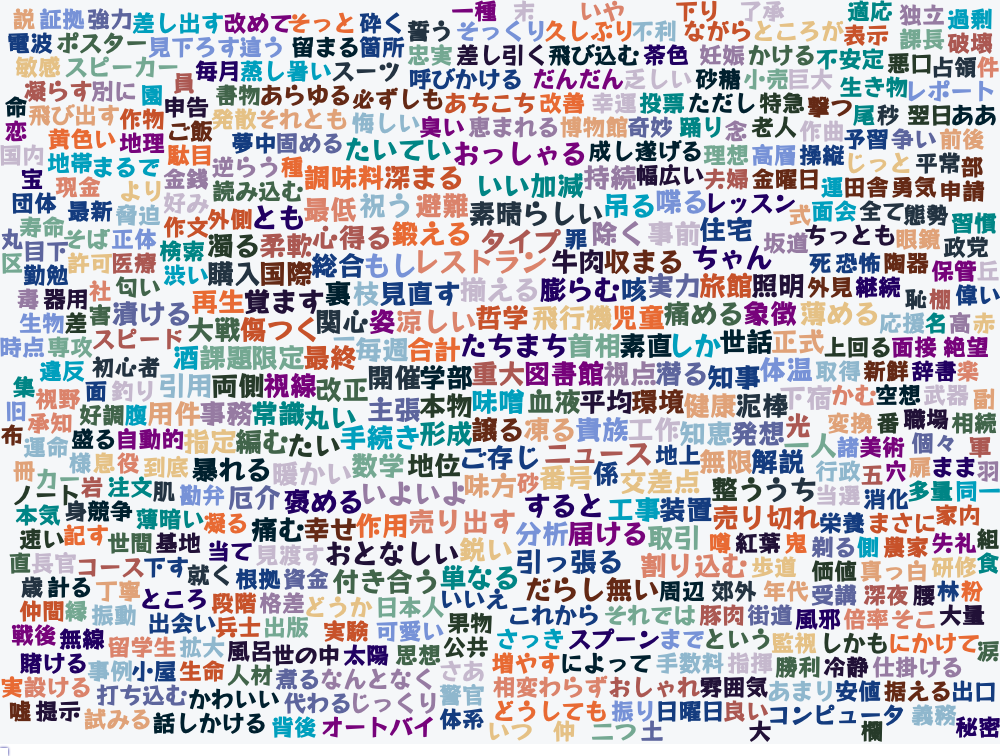 説 証拠 強力 差し出す 改めて そっと 砕く 一種 末 いや 下り 了承 適応 独立 過剰
電波 ポスター 見下ろす 違う 留まる 箇所 誓う そっくり 久しぶり 不利 ながら ところが 表示 課長 破壊
敏感 スピーカー 毎月 蒸し暑い スーツ 忠実 差し引く 飛び込む 茶色 妊娠 かける 不安定 悪口 占領 件
凝らす 別に 園 員 書物 あらゆる 必ずしも 呼びかける だんだん 乏しい 砂糖 小売 巨大 生き物 レポート
命 飛び出す 作物 申告 発散 それとも 悔しい あちこち 改善 幸運 投票 ただし 特急 撃つ 尾 秒 翌日 ああ
恋 黄色い 地理 ご飯 夢中 固める たいてい 臭い 恵まれる 博物館 奇妙 踊り 念 老人 作曲 予習 争い 前後
国内 地帯 まるで 駄目 逆らう 種 調味料 深まる おっしゃる 成し遂げる 理想 高層 操縦 じっと 平常 部
宝 現金 より 金銭 読み込む いい加減 持続 幅広い 夫婦 金曜日 運 田舎 勇気 申請
団体 最新 脅迫 好み 作文 外側 とも 最低 祝う 避難 素晴らしい 吊る 喋る レッスン 式 面会 全て 態勢 習慣
丸 寿命 目下 そば 正体 検索 濁る 柔軟 心得る 鍛える タイプ 罪 除く 事前 住宅 坂道 ちっとも 眼鏡 政党
区 勤勉 許可 医療 渋い 購入 国際 総合 もし レストラン 牛肉 収まる ちゃん 死 恐怖 陶器 保管 丘
毒 器用 社 匂い 再生 覚ます 裏 枝 見直す 揃える 膨らむ 咳 実力 旅館 照明 外見 継続 恥 棚 偉い
生物 差 害 漬ける 大戦 傷つく 関心 姿 涼しい 哲学 飛行機 児童 痛める 象徴 薄める 応援 名 高 赤
時点 専攻 スピード 酒 課題 限定 最終 毎週 合計 たちまち 首相 素直 しか 世話 正式 上回る 面接 絶望
違反 初心者 開催 学部 重大 図書館 視点 潜る 知事 体温 取得 新鮮 辞書 楽
集 視野 面 釣り 引用 両側 視線 改正 主張 本物 味噌 血液 平均 環境 健康 泥棒 下宿 かむ 空想 武器 副
旧 承知 好調 腹 用件 事務 常識 丸い 手続き 形成 譲る 凍る 貴族 工作 知恵 発想 光 変換 番 職場 相続
布 運命 盛る 自動的 指定 編む たい ご存じ ニュース 地上 無限 解説 一人 諸 美術 個々 軍
冊 カー 様 息 役 到底 暴れる 暖かい 数学 地位 味方 砂 番号 係 交差点 行政 五 穴 扉 まま 羽
ノート 岩 注文 肌 勘弁 厄介 褒める いよいよ すると 工事 装置 整う うち 当選 消化 多量 同一
本気 身 競争 薄暗い 凝る 痛む 幸せ 作用 売り出す 分析 届ける 取引 売り切れ 栄養 まさに 家内
速い 記す 世間 基地 当て 見渡す おとなしい 鋭い 引っ張る 噂 紅葉 鬼 剃る 側 農家 失礼 組
直 長官 コース 下す 就く 根拠 資金 付き合う 単なる 割り込む 歩道 価値 真っ白 研修 食
歳 計る 丁寧 ところ 段階 格差 どうか 日本人 いいえ だらし無い 周辺 郊外 年代 受講 深夜 腰 林 粉
仲間 縁 振動 出会い 兵士 出版 実験 可愛い 果物 これから それでは 豚肉 街道 風邪 倍率 そこ 大量
戦後 無線 留学生 拡大 風呂 世の中 太陽 思想 公共 さっき スプーン まで という 監視 しかも にかけて 涙
賭ける 事例 小屋 生命 人材 煮る なんとなく さあ 増やす によって 手数料 指揮 勝利 冷静 仕掛ける
実 設ける 打ち込む かわいい 代わる じっくり 警官 相変わらず おしゃれ 雰囲気 あまり 安値 据える 出口
嘘 提示 試みる 話しかける 背後 オートバイ 体系 どうしても 振り 日曜日 良い コンピュータ 義務
いつ 仲 二つ 土 大 欄 秘密